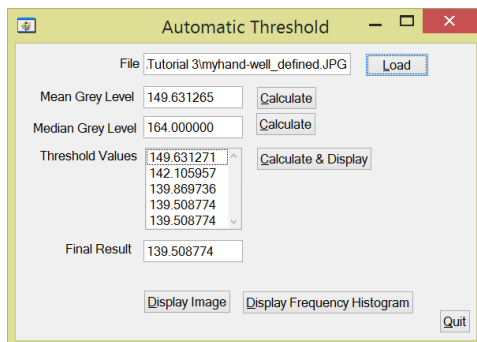 Automatic Threshold
File .Tutorial 3\myhand-well_defined.JPG Load
Mean Grey Level 149.631265 Calculate
Median Grey Level 164.000000 Calculate
Threshold Values 149.631271 Calculate & Display
142.105957
139.869736
139.508774
139.508774
Final Result 139.508774
Display Image Display Frequency Histogram
Quit